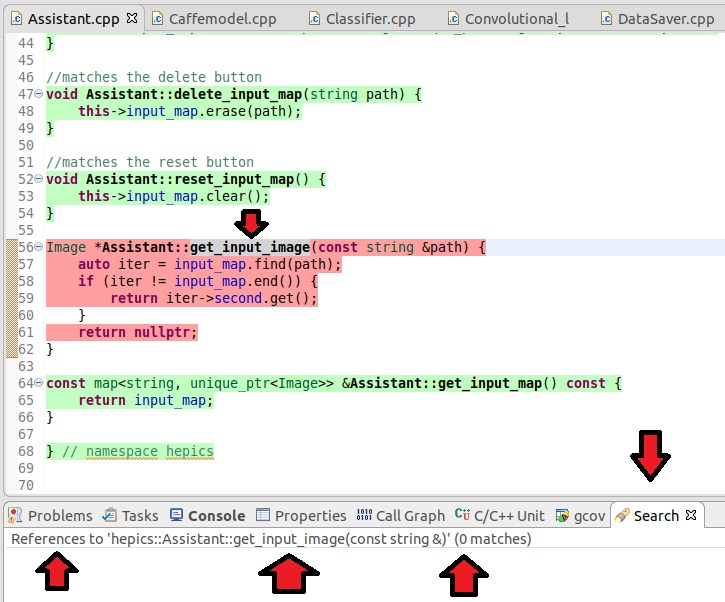 Assistant.cpp Caffemodel.cpp Classifier.cpp Convolutional_l DataSaver.cpp
44 }
45
46 //matches the delete button
47 void Assistant::delete_input_map(string path) {
48 this->input_map.erase(path);
49 }
50
51 //matches the reset button
52 void Assistant::reset_input_map() {
53 this->input_map.clear();
54 }
55
56 Image *Assistant::get_input_image(const string &path) {
57 auto iter = input_map.find(path);
58 if (iter != input_map.end()) {
59 return iter->second.get();
60 }
61 return nullptr;
62 }
63
64 const map<string, unique_ptr<Image>> &Assistant::get_input_map() const {
65 return input_map;
66 }
67
68 } // namespace hepics
69
70
Problems Tasks Console Properties Call Graph C/C++ Unit gcov Search
References to 'hepics::Assistant::get_input_image(const string &)' (0 matches)